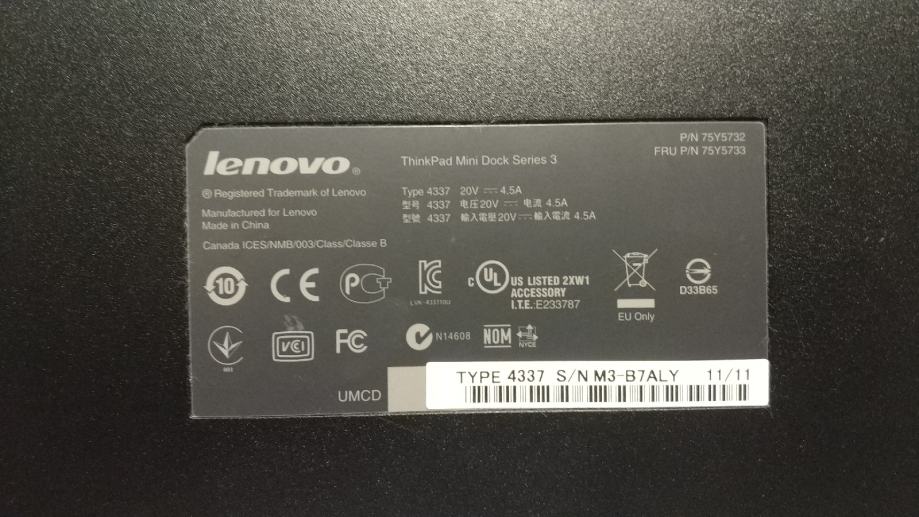 P/N 75Y5732
FRU P/N 75Y5733
lenovo®
ThinkPad Mini Dock Series 3
® Registered Trademark of Lenovo
Manufactured for Lenovo
Made in China
Canada ICES/NMB/003/Class/Classe B
Type 4337 20V ⎓ 4.5A
型号 4337 电压20V ⎓ 电流 4.5A
型號 4337 輸入電壓20V ⎓ 輸入電流 4.5A
10
CE
PCT
KC
c UL US LISTED 2XW1
ACCESSORY
I.T.E. E233787
EU Only
D33B65
VCCI
FC
N14608
NOM
NYCE
UMCD
TYPE 4337 S/N M3-B7ALY 11/11